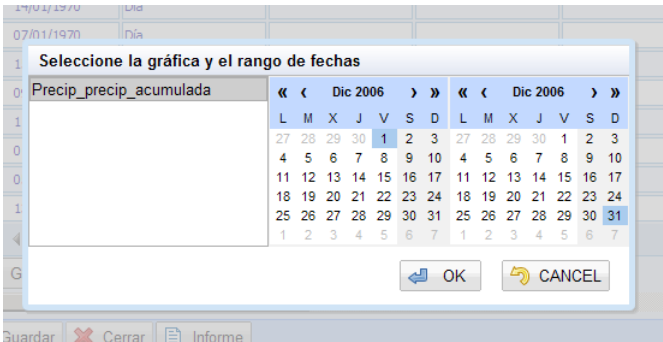 14/01/1970 Día
07/01/1970 Día
Seleccione la gráfica y el rango de fechas
Precip_precip_acumulada
« ‹ Dic 2006 › » « ‹ Dic 2006 › »
L M X J V S D L M X J V S D
27 28 29 30 1 2 3 27 28 29 30 1 2 3
4 5 6 7 8 9 10 4 5 6 7 8 9 10
11 12 13 14 15 16 17 11 12 13 14 15 16 17
18 19 20 21 22 23 24 18 19 20 21 22 23 24
25 26 27 28 29 30 31 25 26 27 28 29 30 31
1 2 3 4 5 6 7 1 2 3 4 5 6 7
OK CANCEL
Guardar Cerrar Informe